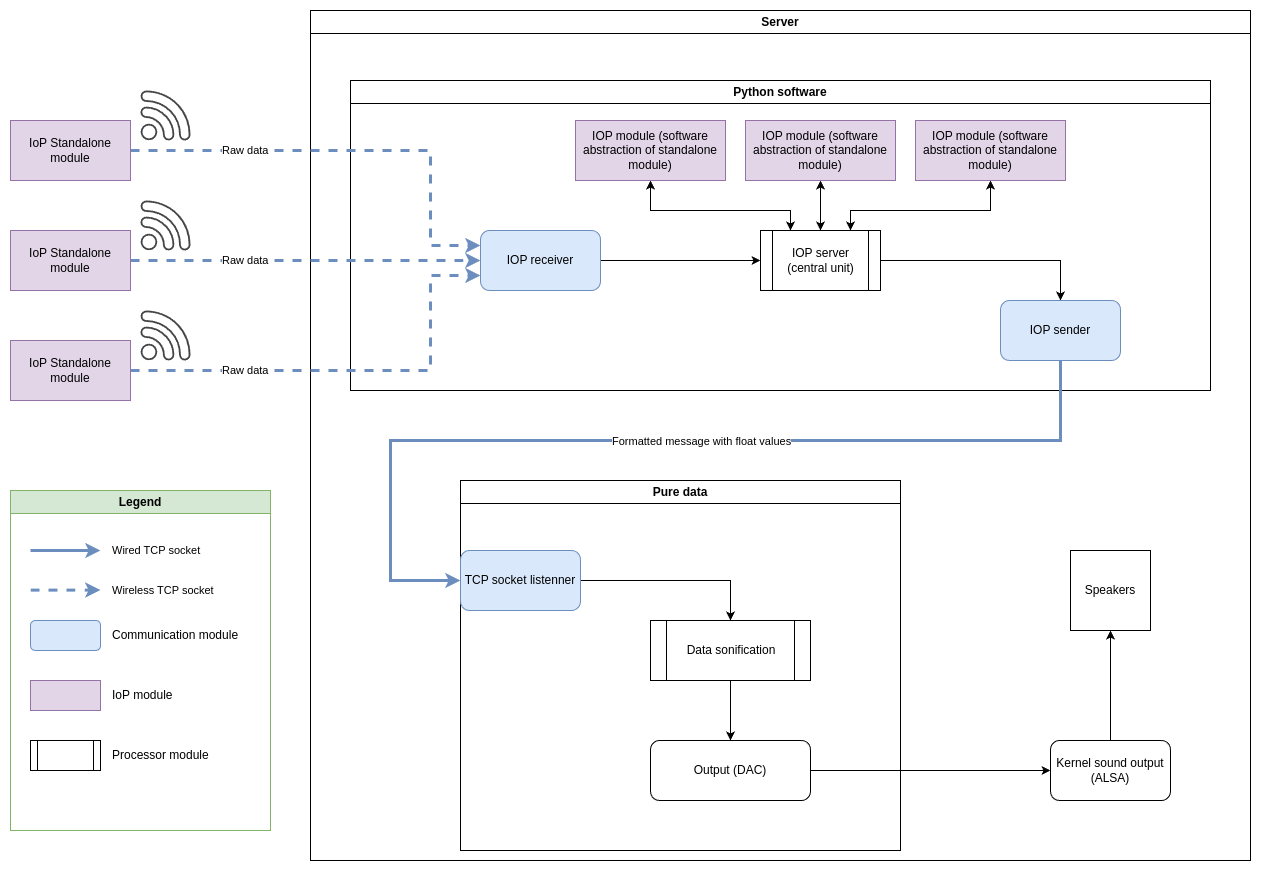 Server
Python software
IoP Standalone
module
Raw data
IOP module (software
abstraction of standalone
module)
IOP module (software
abstraction of standalone
module)
IOP module (software
abstraction of standalone
module)
IoP Standalone
module
Raw data
IOP receiver
IOP server
(central unit)
IOP sender
IoP Standalone
module
Raw data
Formatted message with float values
Pure data
TCP socket listenner
Data sonification
Output (DAC)
Speakers
Kernel sound output
(ALSA)
Legend
Wired TCP socket
Wireless TCP socket
Communication module
IoP module
Processor module